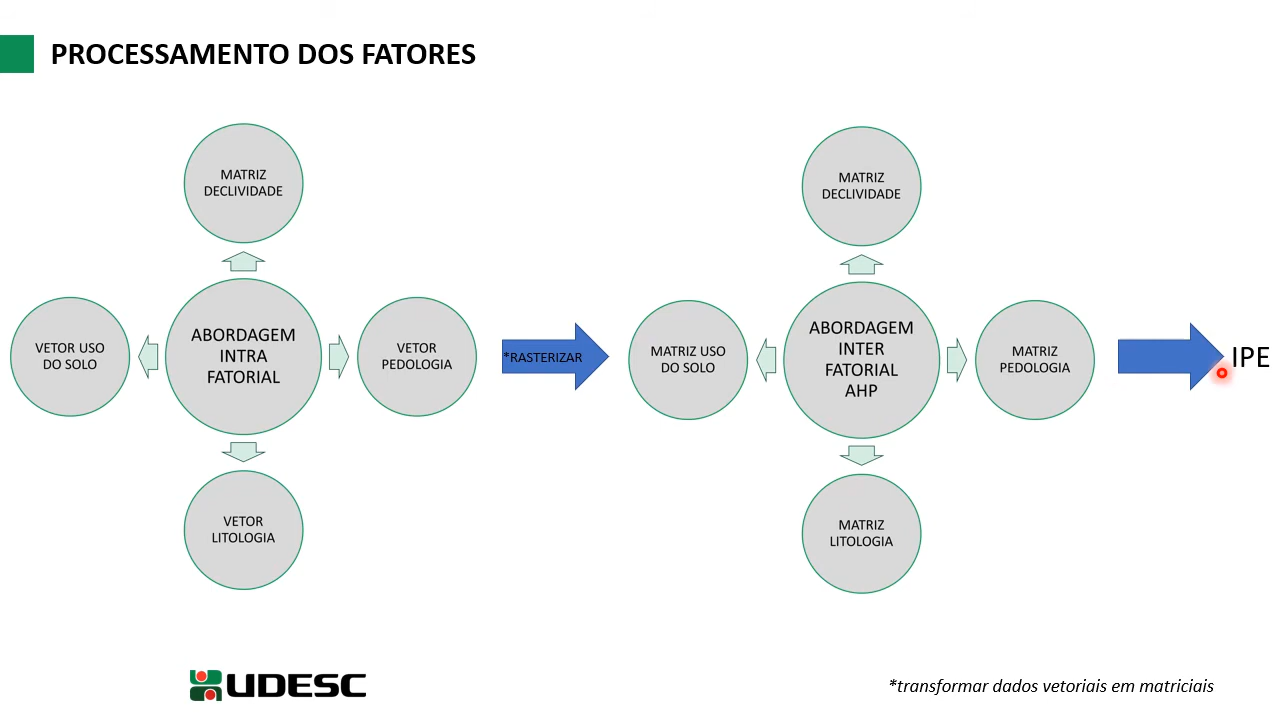 PROCESSAMENTO DOS FATORES
MATRIZ
DECLIVIDADE
VETOR USO
DO SOLO
ABORDAGEM
INTRA
FATORIAL
VETOR
PEDOLOGIA
VETOR
LITOLOGIA
*RASTERIZAR
MATRIZ
DECLIVIDADE
MATRIZ USO
DO SOLO
ABORDAGEM
INTER
FATORIAL
AHP
MATRIZ
PEDOLOGIA
MATRIZ
LITOLOGIA
IPE
UDESC
*transformar dados vetoriais em matriciais